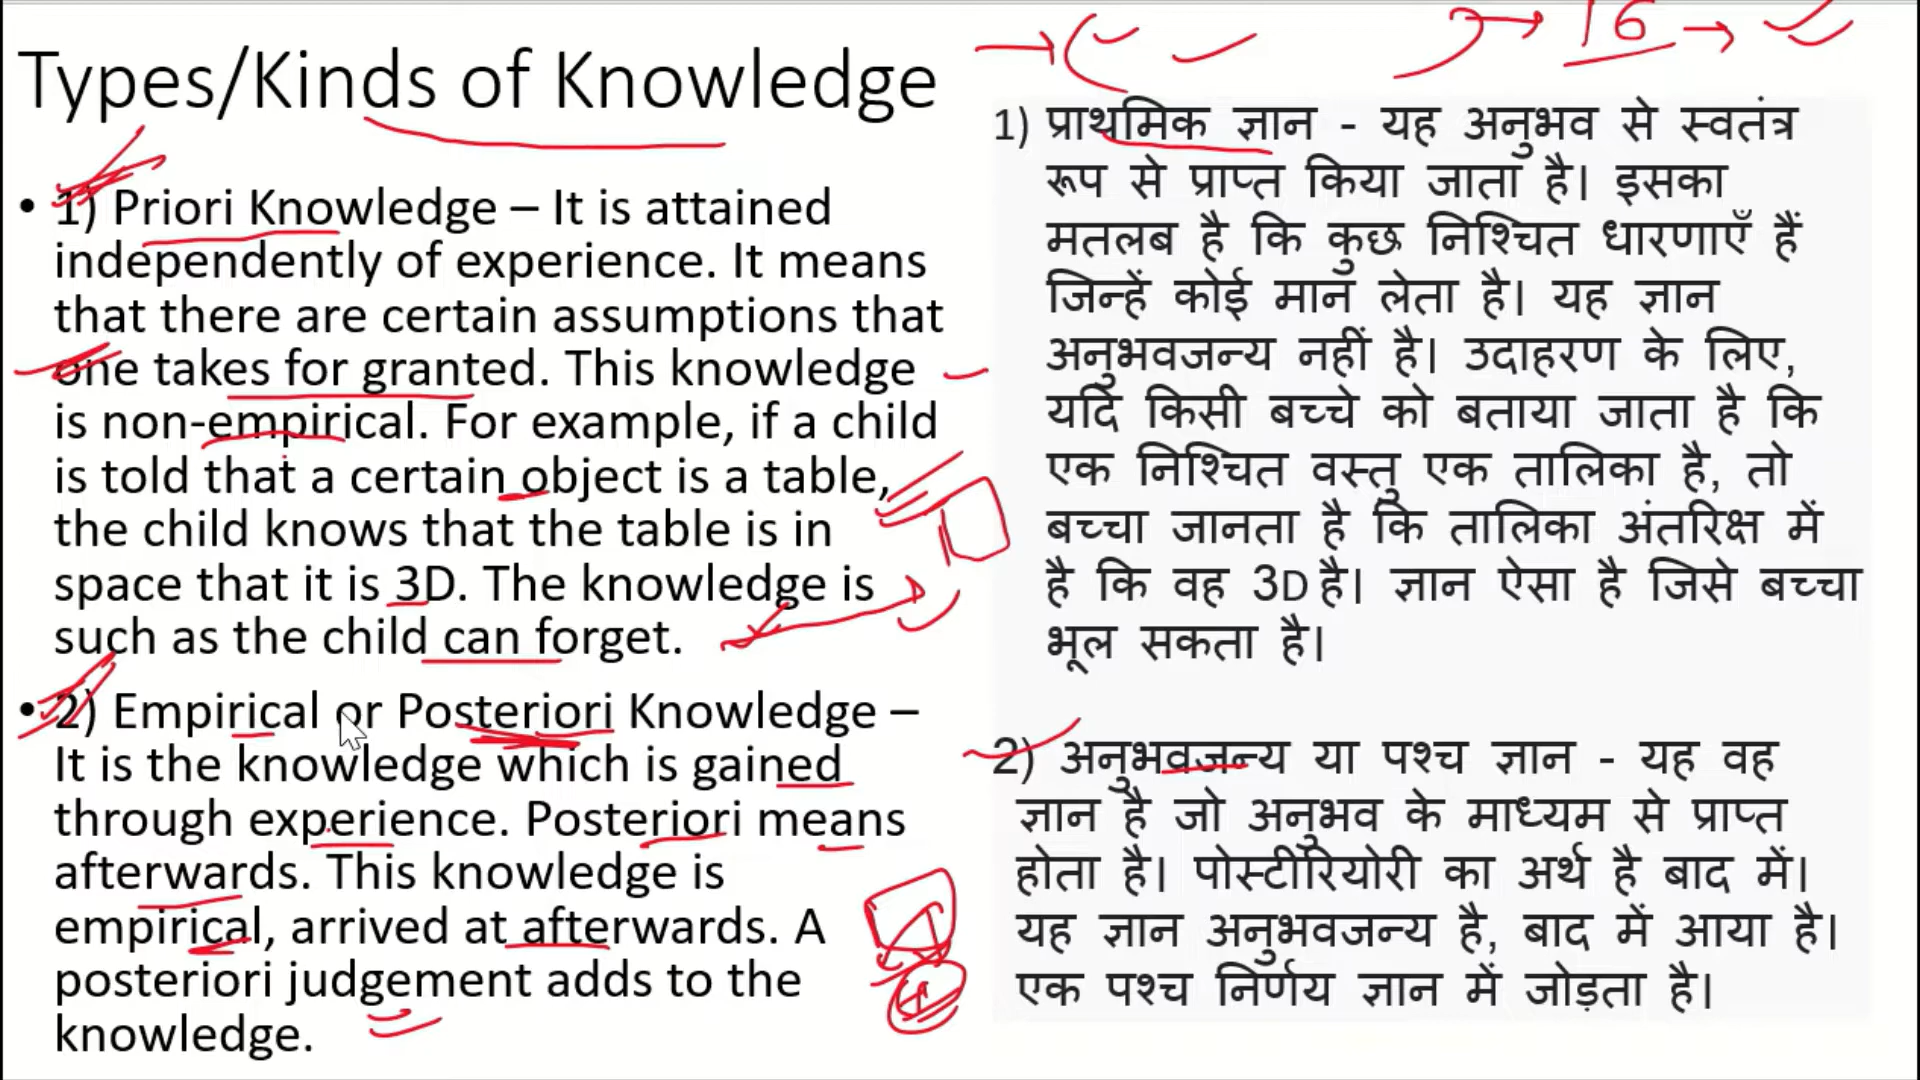 Types/Kinds of Knowledge
• 1) Priori Knowledge – It is attained
independently of experience. It means
that there are certain assumptions that
one takes for granted. This knowledge
is non-empirical. For example, if a child
is told that a certain object is a table,
the child knows that the table is in
space that it is 3D. The knowledge is
such as the child can forget.
• 2) Empirical or Posteriori Knowledge –
It is the knowledge which is gained
through experience. Posteriori means
afterwards. This knowledge is
empirical, arrived at afterwards. A
posteriori judgement adds to the
knowledge.
16
1) प्राथमिक ज्ञान - यह अनुभव से स्वतंत्र
रूप से प्राप्त किया जाता है। इसका
मतलब है कि कुछ निश्चित धारणाएँ हैं
जिन्हें कोई मान लेता है। यह ज्ञान
अनुभवजन्य नहीं है। उदाहरण के लिए,
यदि किसी बच्चे को बताया जाता है कि
एक निश्चित वस्तु एक तालिका है, तो
बच्चा जानता है कि तालिका अंतरिक्ष में
है कि वह 3D है। ज्ञान ऐसा है जिसे बच्चा
भूल सकता है।
2) अनुभवजन्य या पश्च ज्ञान - यह वह
ज्ञान है जो अनुभव के माध्यम से प्राप्त
होता है। पोस्टीरियोरी का अर्थ है बाद में।
यह ज्ञान अनुभवजन्य है, बाद में आया है।
एक पश्च निर्णय ज्ञान में जोड़ता है।